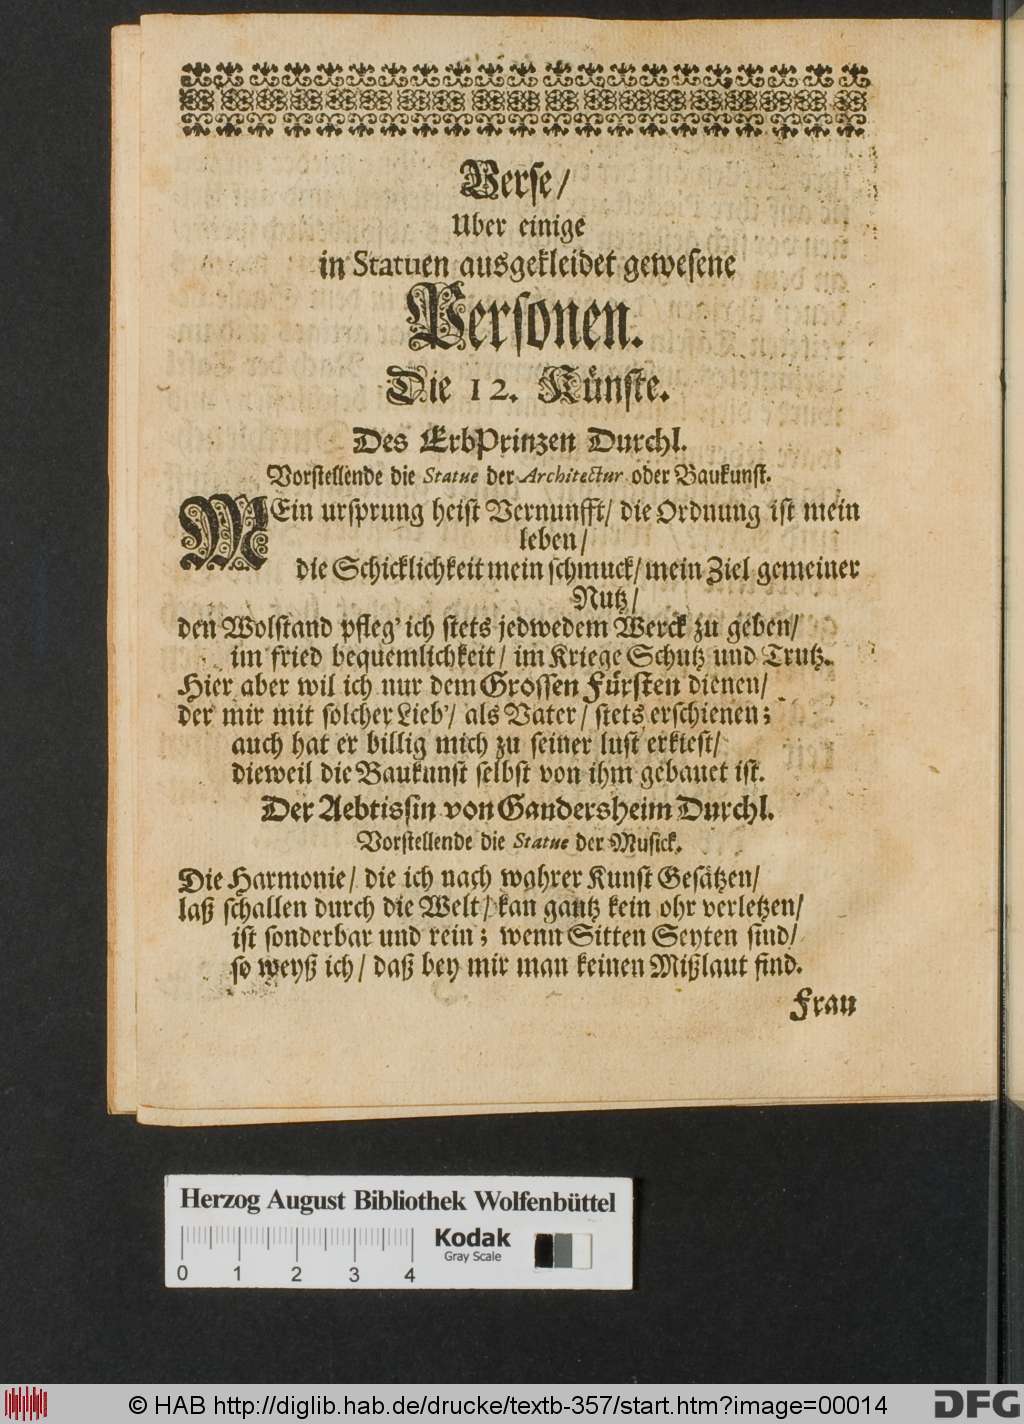 Verse/
Uber einige
in Statuen ausgekleidet gewesene
Personen.
Die 12. Künste.
Des ErbPrinzen Durchl.
Vorstellende die Statue der Architectur oder Baukunst.
MEin ursprung heist Vernunfft/ die Ordnung ist mein
leben/
die Schicklichkeit mein schmuck/ mein Ziel gemeiner
Nutz/
den Wolstand pfleg' ich stets jedwedem Werck zu geben/
im fried bequemlichkeit/ im Kriege Schutz und Trutz.
Hier aber wil ich nur dem Grossen Fürsten dienen/
der mir mit solcher Lieb'/ als Vater/ stets erschienen;
auch hat er billig mich zu seiner lust erkiest/
dieweil die Baukunst selbst von ihm gebauet ist.
Der Aebtissin von Gandersheim Durchl.
Vorstellende die Statue der Musick.
Die Harmonie/ die ich nach wahrer Kunst Gesätzen/
laß schallen durch die Welt/ kan gantz kein ohr verletzen/
ist sonderbar und rein; wenn Sitten Seyten sind/
so weyß ich/ daß bey mir man keinen Mißlaut find.
Frau
Herzog August Bibliothek Wolfenbüttel
Kodak
Gray Scale
0 1 2 3 4
© HAB http://diglib.hab.de/drucke/textb-357/start.htm?image=00014
DFG